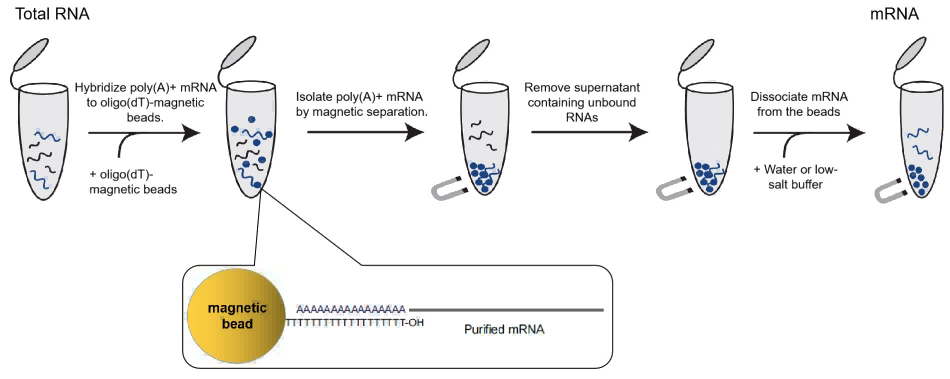 Total RNA
mRNA
Hybridize poly(A)+ mRNA
to oligo(dT)-magnetic
beads.
+ oligo(dT)-
magnetic beads
Isolate poly(A)+ mRNA
by magnetic separation.
Remove supernatant
containing unbound
RNAs
Dissociate mRNA
from the beads
+ Water or low-
salt buffer
magnetic
bead
AAAAAAAAAAAAAAAA
TTTTTTTTTTTTTTTTTTTT-OH
Purified mRNA